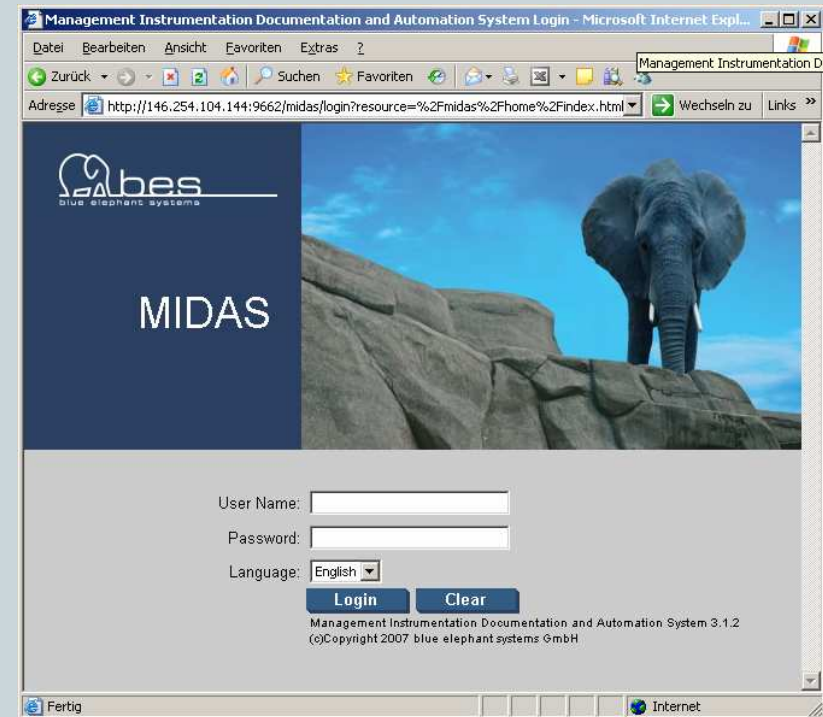 Management Instrumentation Documentation and Automation System Login - Microsoft Internet Expl...
Datei Bearbeiten Ansicht Favoriten Extras ?
Management Instrumentation D
Zurück Suchen Favoriten
Adresse http://146.254.104.144:9662/midas/login?resource=%2Fmidas%2Fhome%2Findex.html Wechseln zu Links »
bes
blue elephant systems
MIDAS
User Name:
Password:
Language: English
Login Clear
Management Instrumentation Documentation and Automation System 3.1.2
(c)Copyright 2007 blue elephant systems GmbH
Fertig Internet